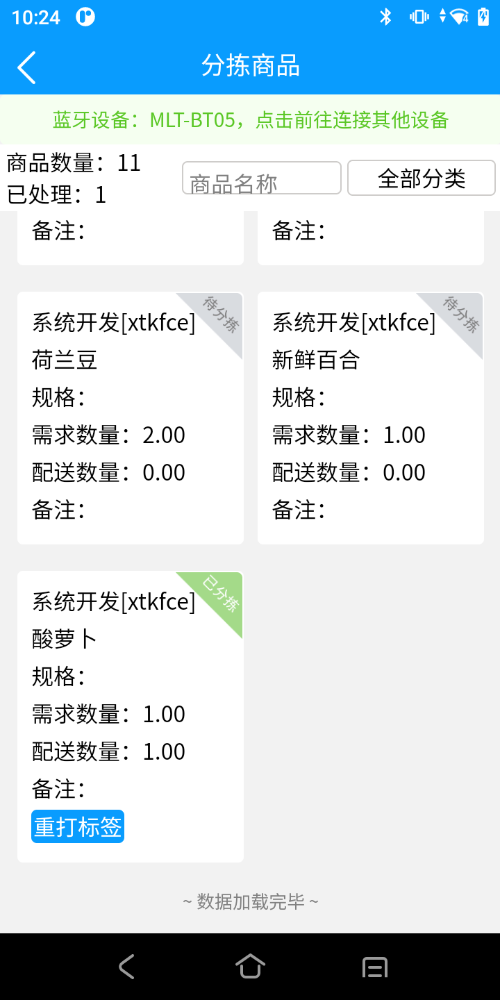 10:24
4
分拣商品
蓝牙设备：MLT-BT05，点击前往连接其他设备
商品数量：11
已处理：1
商品名称
全部分类
备注：
备注：
待分拣
系统开发[xtkfce]
荷兰豆
规格：
需求数量：2.00
配送数量：0.00
备注：
待分拣
系统开发[xtkfce]
新鲜百合
规格：
需求数量：1.00
配送数量：0.00
备注：
已分拣
系统开发[xtkfce]
酸萝卜
规格：
需求数量：1.00
配送数量：1.00
备注：
重打标签
~ 数据加载完毕 ~